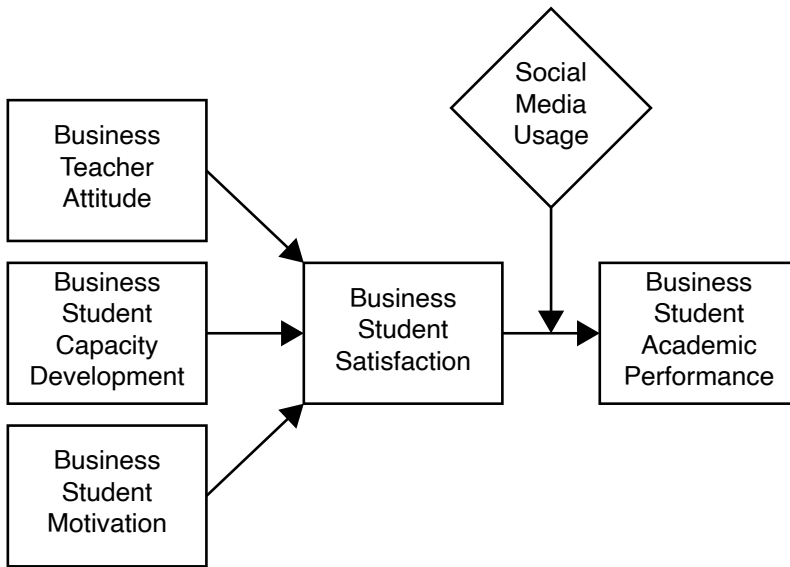 Social
Media
Usage
Business
Teacher
Attitude
Business
Student
Capacity
Development
Business
Student
Motivation
Business
Student
Satisfaction
Business
Student
Academic
Performance